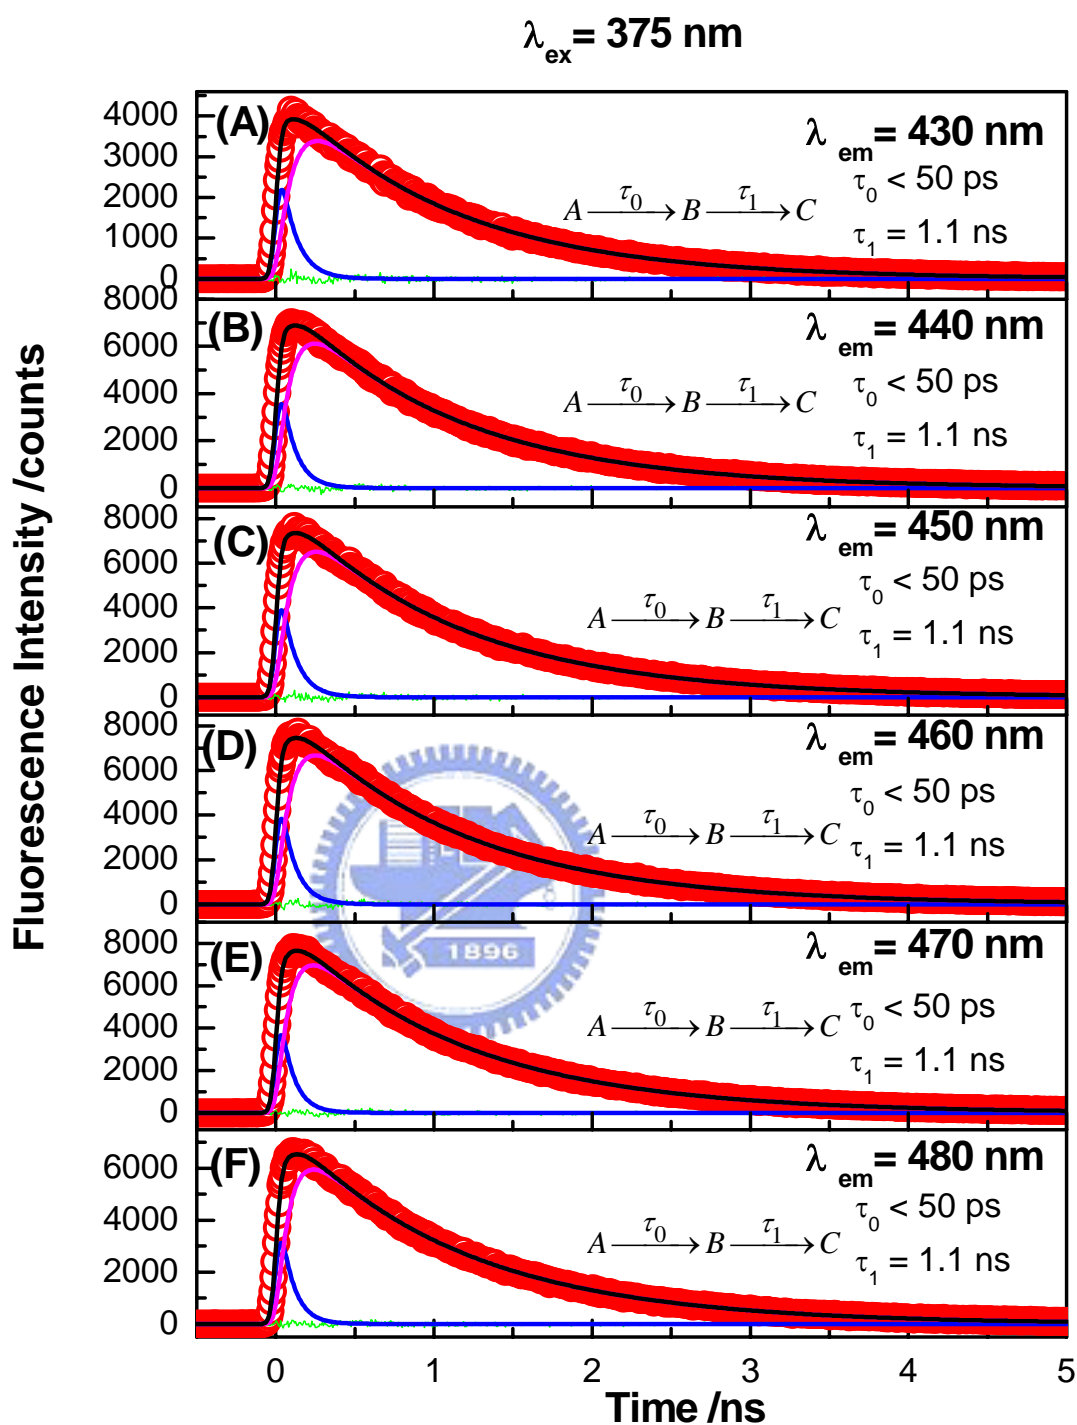 λex = 375 nm
Fluorescence Intensity /counts
(A)
λ em = 430 nm
τ0 < 50 ps
A τ0→ B τ1→ C
τ1 = 1.1 ns
4000
3000
2000
1000
0
(B)
λ em = 440 nm
τ0 < 50 ps
A τ0→ B τ1→ C
τ1 = 1.1 ns
8000
6000
4000
2000
0
(C)
λ em = 450 nm
τ0 < 50 ps
A τ0→ B τ1→ C
τ1 = 1.1 ns
8000
6000
4000
2000
0
(D)
λ em = 460 nm
τ0 < 50 ps
A τ0→ B τ1→ C
τ1 = 1.1 ns
8000
6000
4000
2000
0
1896
(E)
λ em = 470 nm
τ0 < 50 ps
A τ0→ B τ1→ C
τ1 = 1.1 ns
8000
6000
4000
2000
0
(F)
λ em = 480 nm
τ0 < 50 ps
A τ0→ B τ1→ C
τ1 = 1.1 ns
6000
4000
2000
0
0 1 2 3 4 5
Time /ns